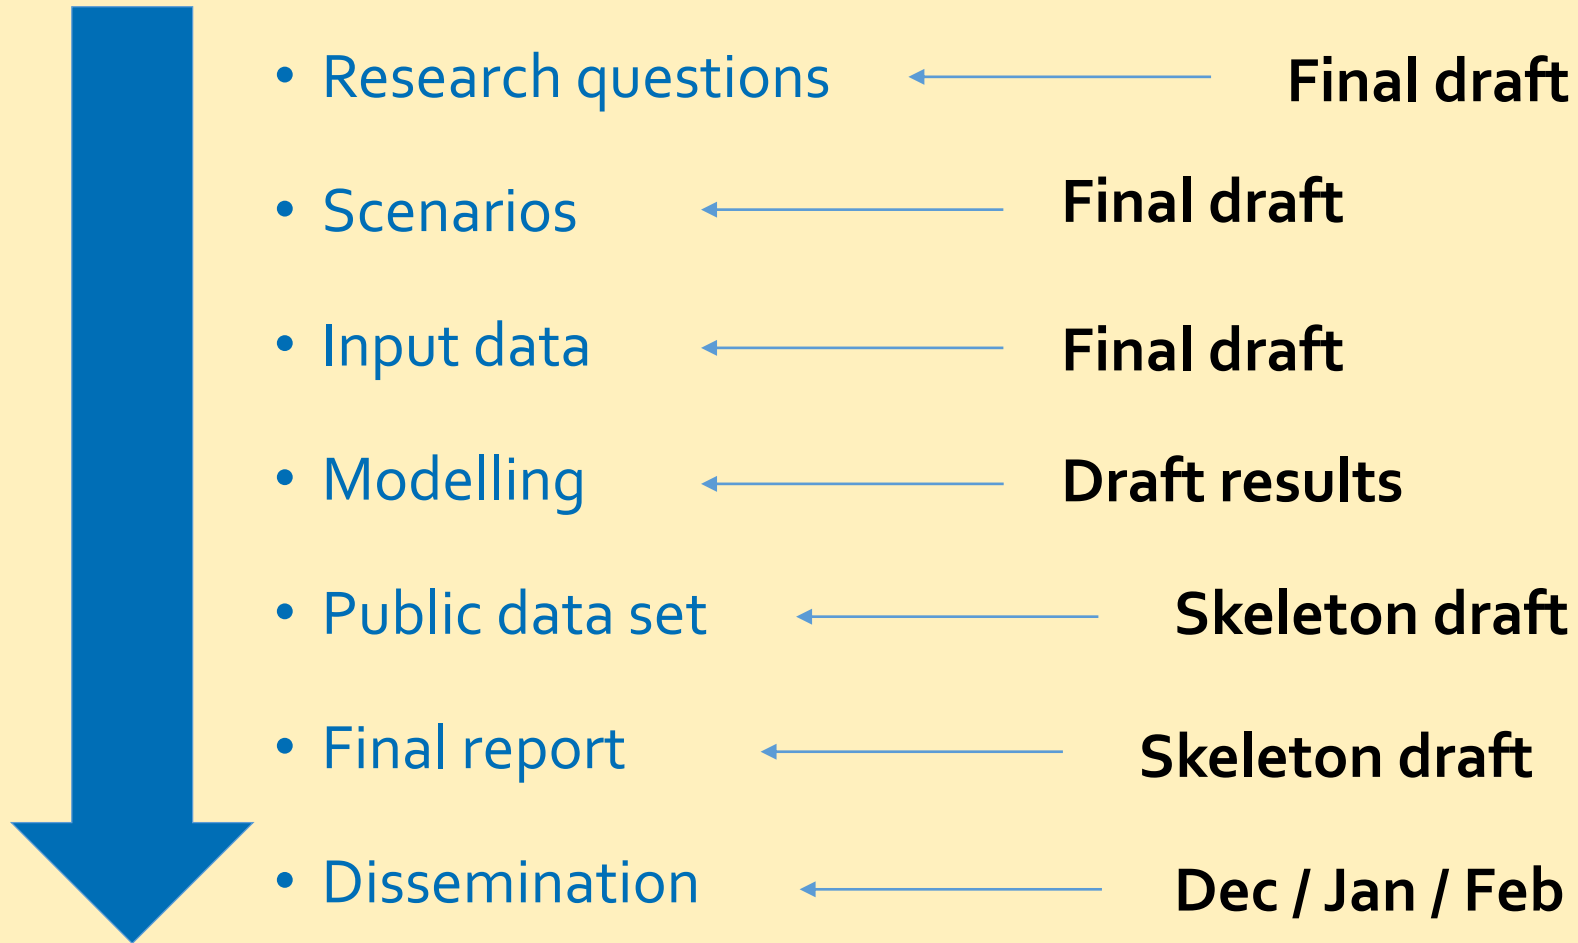 • Research questions Final draft
• Scenarios Final draft
• Input data Final draft
• Modelling Draft results
• Public data set Skeleton draft
• Final report Skeleton draft
• Dissemination Dec / Jan / Feb